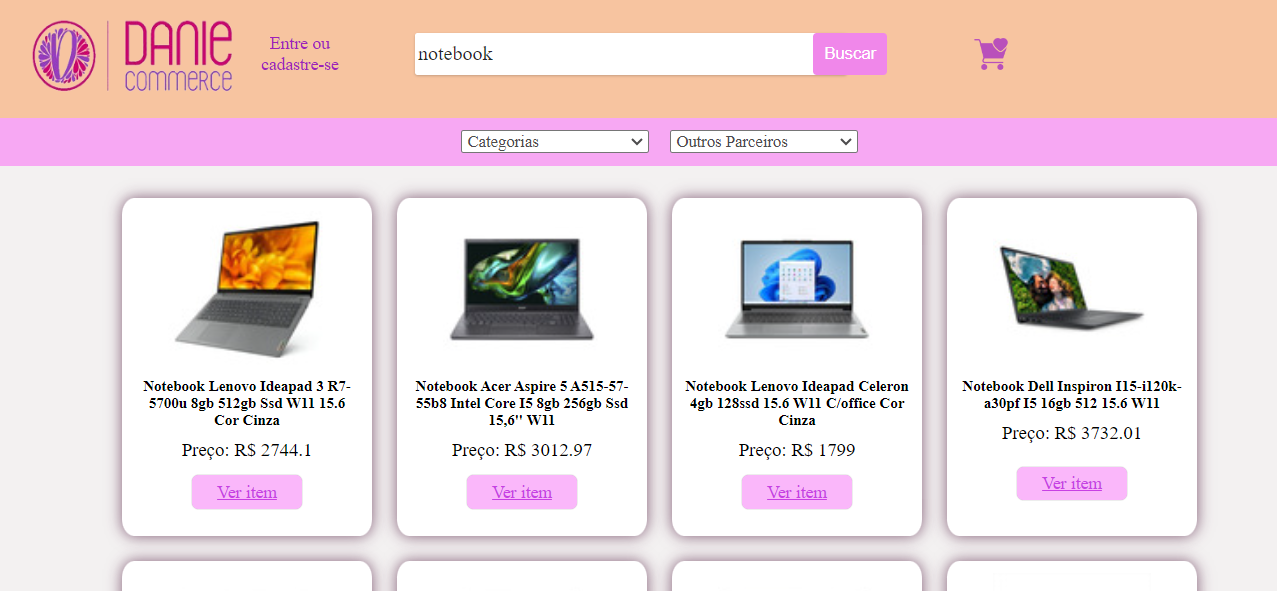 DANIE
COMMERCE
Entre ou
cadastre-se
notebook
Buscar
Categorias
Outros Parceiros
Notebook Lenovo Ideapad 3 R7-
5700u 8gb 512gb Ssd W11 15.6
Cor Cinza
Preço: R$ 2744.1
Ver item
Notebook Acer Aspire 5 A515-57-
55b8 Intel Core I5 8gb 256gb Ssd
15,6'' W11
Preço: R$ 3012.97
Ver item
Notebook Lenovo Ideapad Celeron
4gb 128ssd 15.6 W11 C/office Cor
Cinza
Preço: R$ 1799
Ver item
Notebook Dell Inspiron I15-i120k-
a30pf I5 16gb 512 15.6 W11
Preço: R$ 3732.01
Ver item